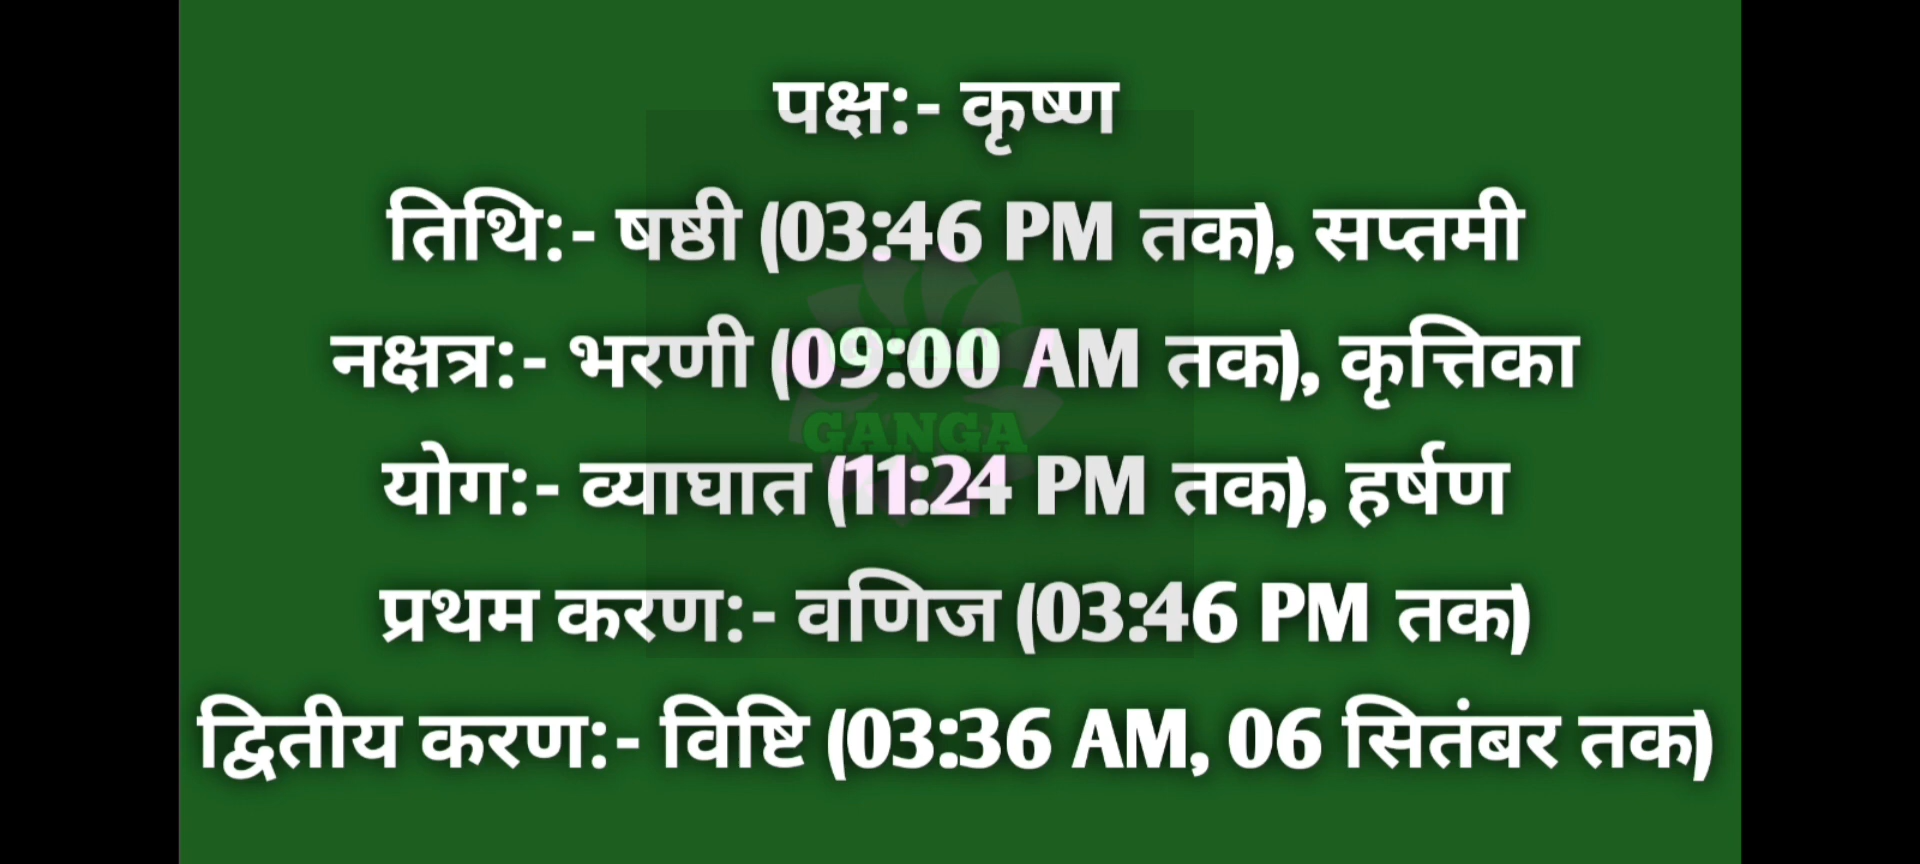 पक्ष:- कृष्ण
तिथि:- षष्ठी (03:46 PM तक), सप्तमी
नक्षत्र:- भरणी (09:00 AM तक), कृत्तिका
GANGA
योग:- व्याघात (11:24 PM तक), हर्षण
प्रथम करण:- वणिज (03:46 PM तक)
द्वितीय करण:- विष्टि (03:36 AM, 06 सितंबर तक)